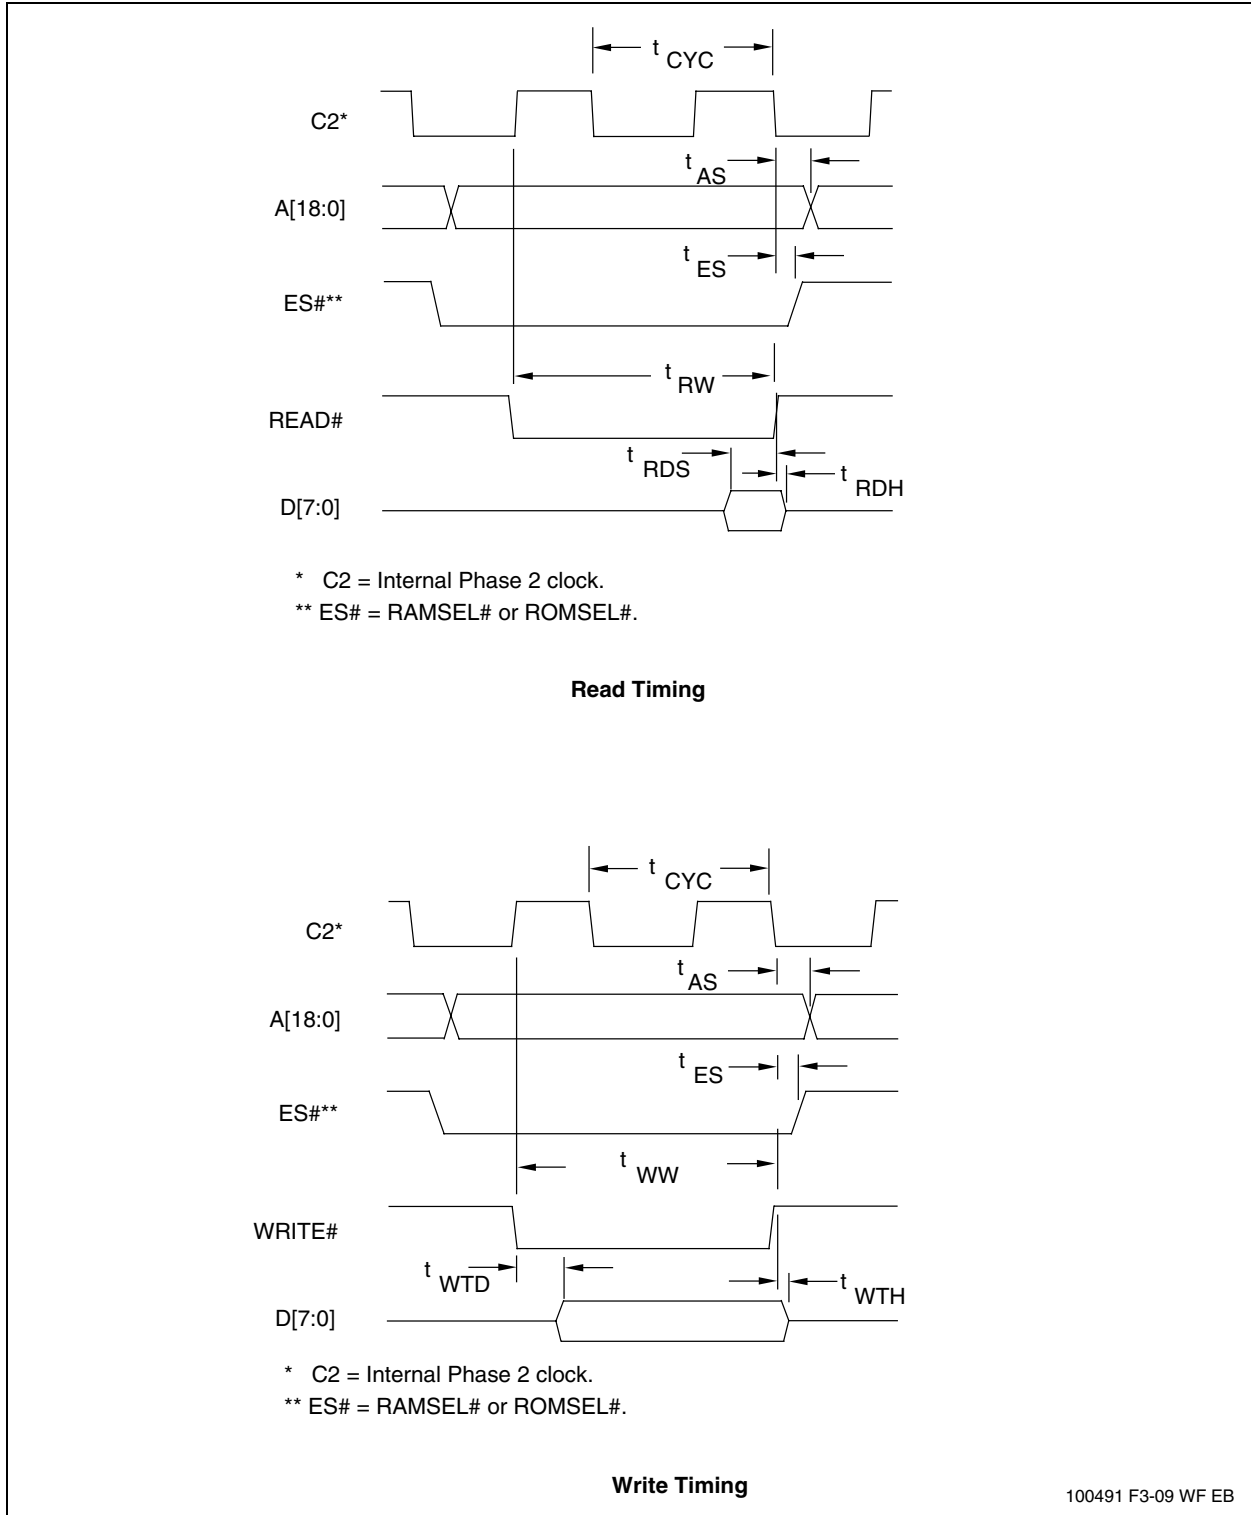 t CYC
C2*
t AS
A[18:0]
t ES
ES#**
t RW
READ#
t RDS
t RDH
D[7:0]
* C2 = Internal Phase 2 clock.
** ES# = RAMSEL# or ROMSEL#.
Read Timing
t CYC
C2*
t AS
A[18:0]
t ES
ES#**
t WW
WRITE#
t WTD
t WTH
D[7:0]
* C2 = Internal Phase 2 clock.
** ES# = RAMSEL# or ROMSEL#.
Write Timing
100491 F3-09 WF EB